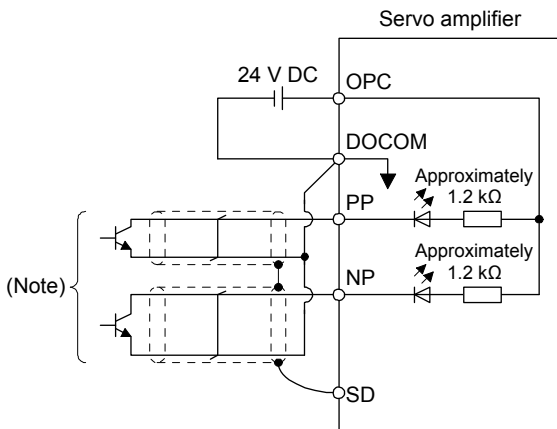 Servo amplifier
24 V DC
OPC
DOCOM
Approximately
1.2 kΩ
PP
(Note)
Approximately
1.2 kΩ
NP
SD